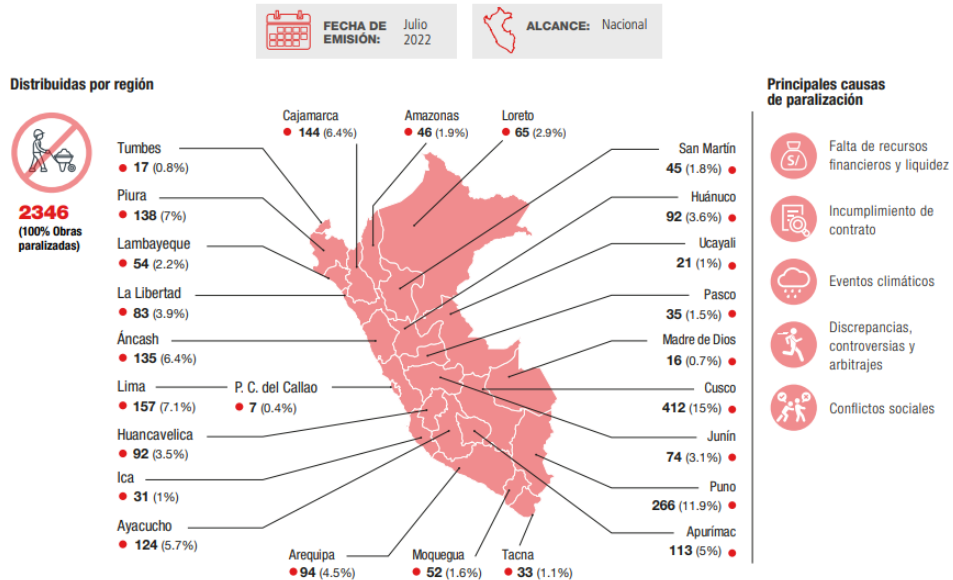 FECHA DE
EMISIÓN:
Julio
2022
ALCANCE: Nacional
Distribuidas por región
2346
(100% Obras
paralizadas)
Tumbes
17 (0.8%)
Piura
138 (7%)
Lambayeque
54 (2.2%)
La Libertad
83 (3.9%)
Áncash
135 (6.4%)
Lima
157 (7.1%)
P. C. del Callao
7 (0.4%)
Huancavelica
92 (3.5%)
Ica
31 (1%)
Ayacucho
124 (5.7%)
Cajamarca
144 (6.4%)
Amazonas
46 (1.9%)
Loreto
65 (2.9%)
San Martín
45 (1.8%)
Huánuco
92 (3.6%)
Ucayali
21 (1%)
Pasco
35 (1.5%)
Madre de Dios
16 (0.7%)
Cusco
412 (15%)
Junín
74 (3.1%)
Puno
266 (11.9%)
Apurímac
113 (5%)
Arequipa
94 (4.5%)
Moquegua
52 (1.6%)
Tacna
33 (1.1%)
Principales causas
de paralización
S/
Falta de recursos
financieros y liquidez
Incumplimiento de
contrato
Eventos climáticos
Discrepancias,
controversias y
arbitrajes
Conflictos sociales